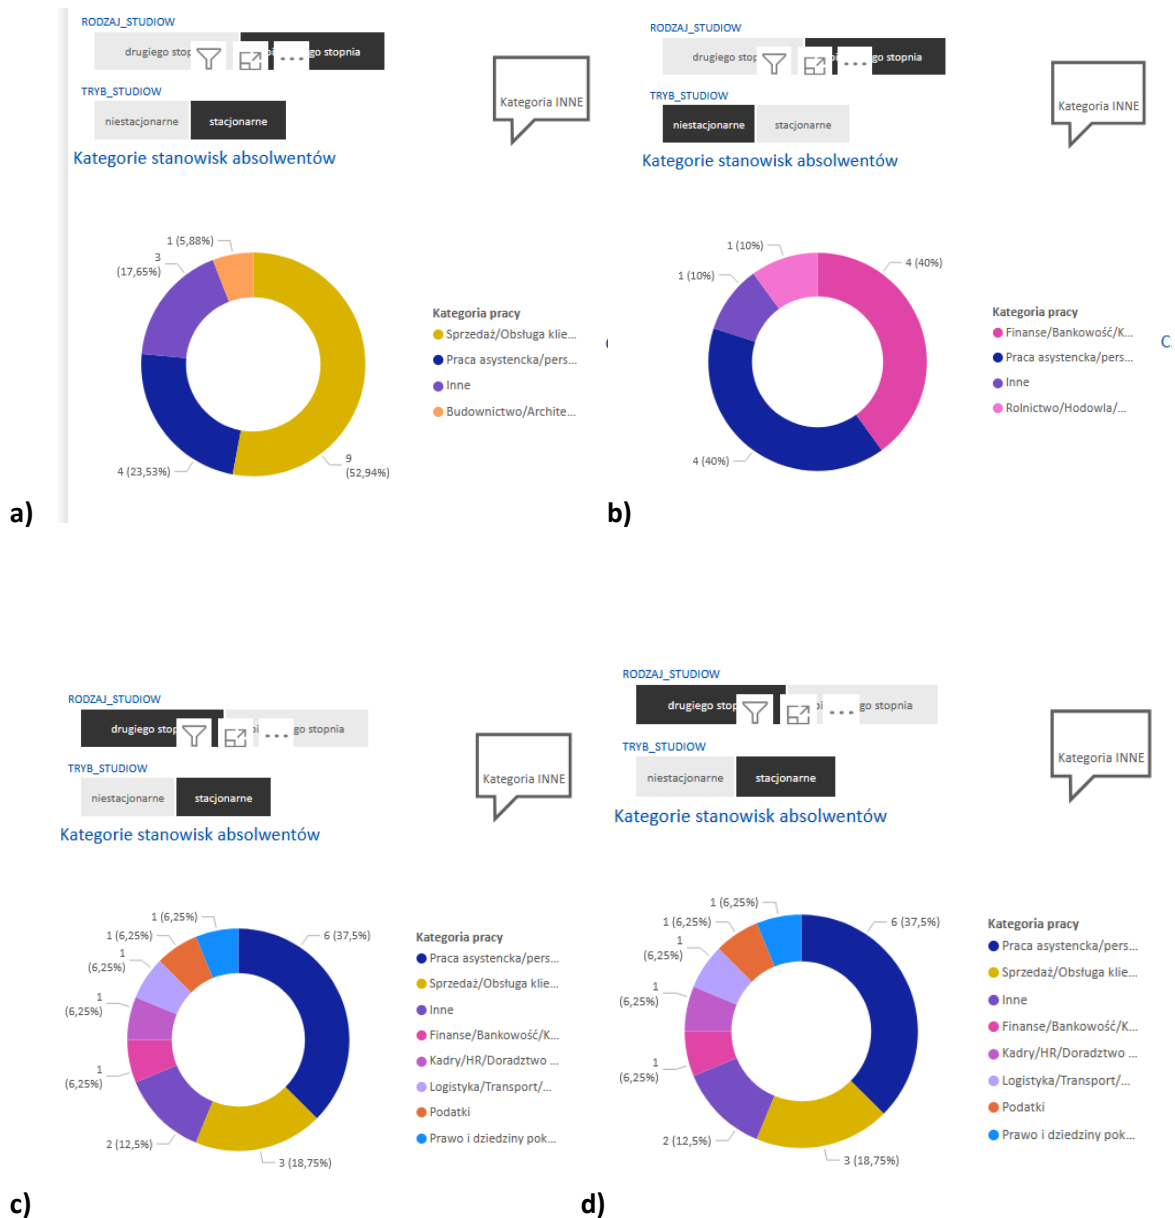 RODZAJ_STUDIOW
drugiego stop go stopnia
Kategoria INNE
TRYB_STUDIOW
niestacjonarne stacjonarne
Kategorie stanowisk absolwentów
1 (5,88%)
3
(17,65%)
4 (23,53%)
9
(52,94%)
Kategoria pracy
Sprzedaż/Obsługa klie...
Praca asystencka/pers...
Inne
Budownictwo/Archite...
a)
RODZAJ_STUDIOW
drugiego stop go stopnia
Kategoria INNE
TRYB_STUDIOW
niestacjonarne stacjonarne
Kategorie stanowisk absolwentów
1 (10%)
1 (10%)
4 (40%)
4 (40%)
Kategoria pracy
Finanse/Bankowość/K...
Praca asystencka/pers...
Inne
Rolnictwo/Hodowla/...
b)
RODZAJ_STUDIOW
drugiego stop go stopnia
Kategoria INNE
TRYB_STUDIOW
niestacjonarne stacjonarne
Kategorie stanowisk absolwentów
1 (6,25%)
1 (6,25%)
1
(6,25%)
1
(6,25%)
1
(6,25%)
2 (12,5%)
3 (18,75%)
6 (37,5%)
Kategoria pracy
Praca asystencka/pers...
Sprzedaż/Obsługa klie...
Inne
Finanse/Bankowość/K...
Kadry/HR/Doradztwo ...
Logistyka/Transport/...
Podatki
Prawo i dziedziny pok...
c)
RODZAJ_STUDIOW
drugiego stop go stopnia
Kategoria INNE
TRYB_STUDIOW
niestacjonarne stacjonarne
Kategorie stanowisk absolwentów
1 (6,25%)
1 (6,25%)
1
(6,25%)
1
(6,25%)
1
(6,25%)
2 (12,5%)
3 (18,75%)
6 (37,5%)
Kategoria pracy
Praca asystencka/pers...
Sprzedaż/Obsługa klie...
Inne
Finanse/Bankowość/K...
Kadry/HR/Doradztwo ...
Logistyka/Transport/...
Podatki
Prawo i dziedziny pok...
d)